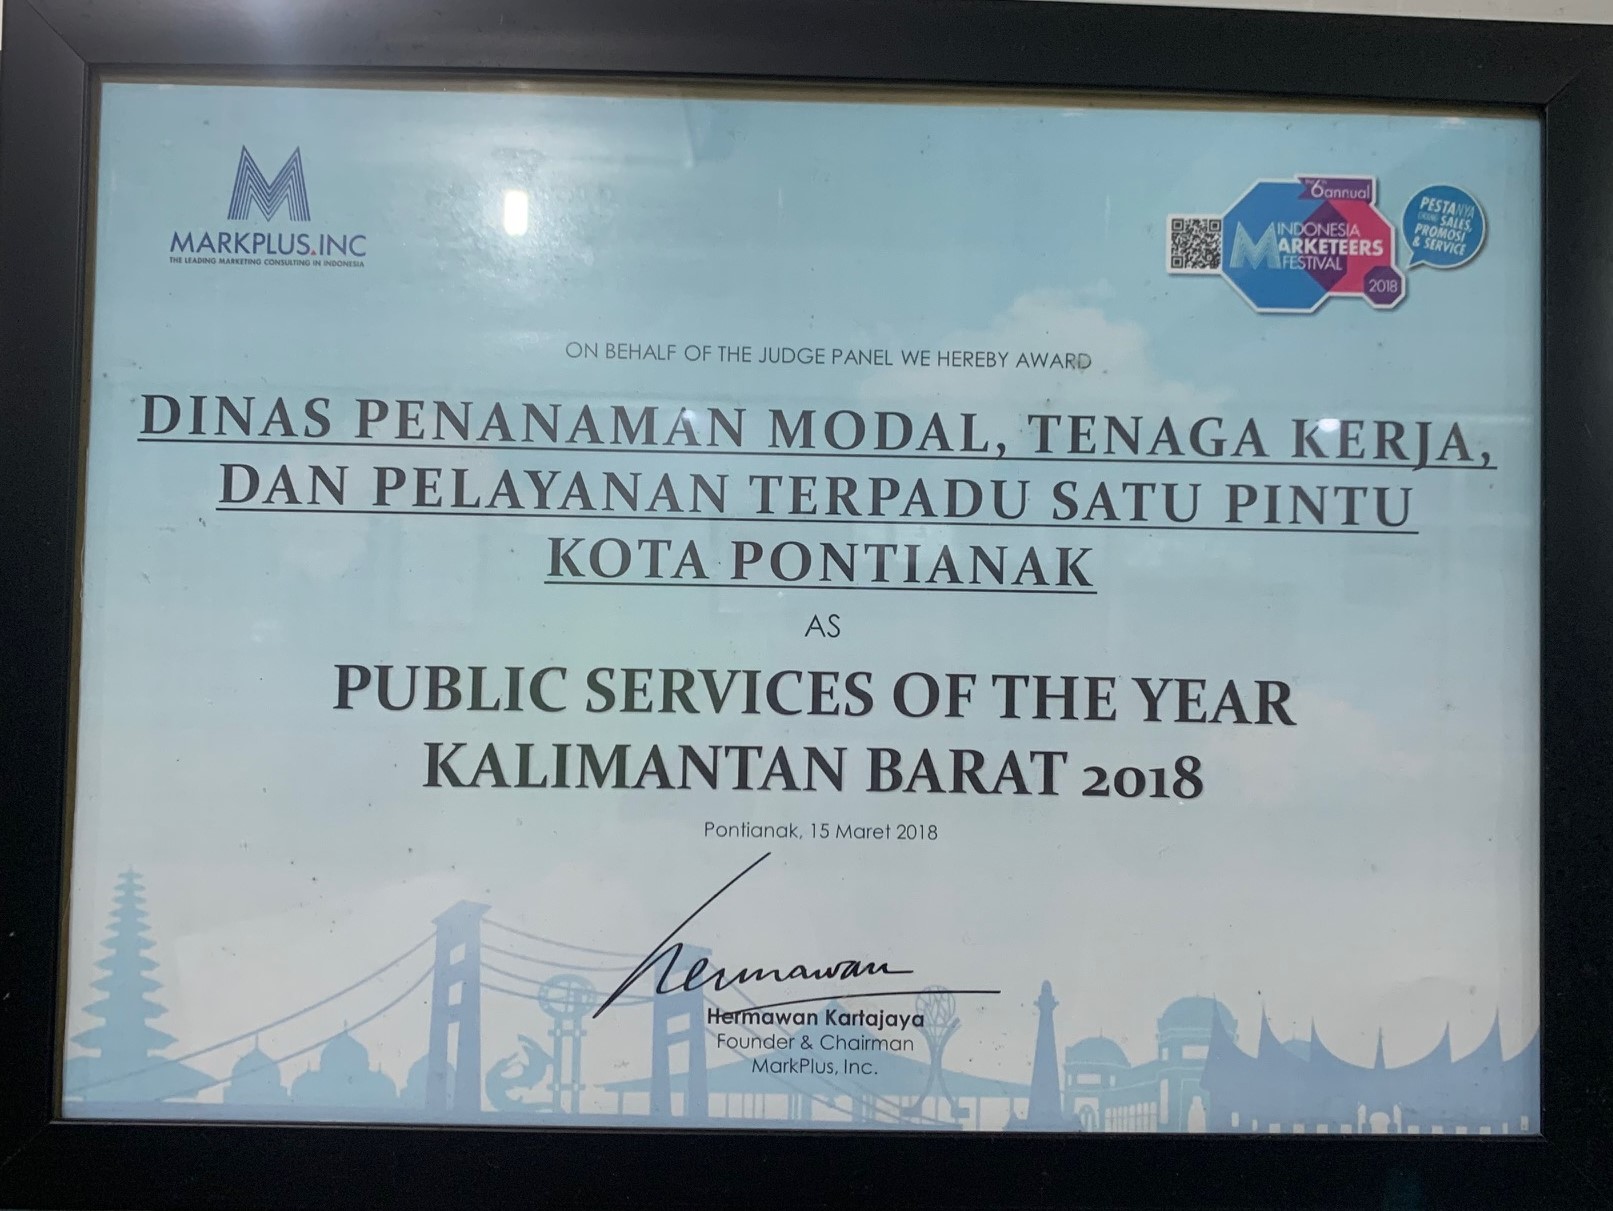 MARKPLUS.INC
THE LEADING MARKETING CONSULTING IN INDONESIA
6th annual
INDONESIA
MARKETEERS
FESTIVAL
2018
PESTANYA
SALES,
PROMOSI
& SERVICE
ON BEHALF OF THE JUDGE PANEL WE HEREBY AWARD
DINAS PENANAMAN MODAL, TENAGA KERJA,
DAN PELAYANAN TERPADU SATU PINTU
KOTA PONTIANAK
AS
PUBLIC SERVICES OF THE YEAR
KALIMANTAN BARAT 2018
Pontianak, 15 Maret 2018
Hermawan
Hermawan Kartajaya
Founder & Chairman
MarkPlus, Inc.